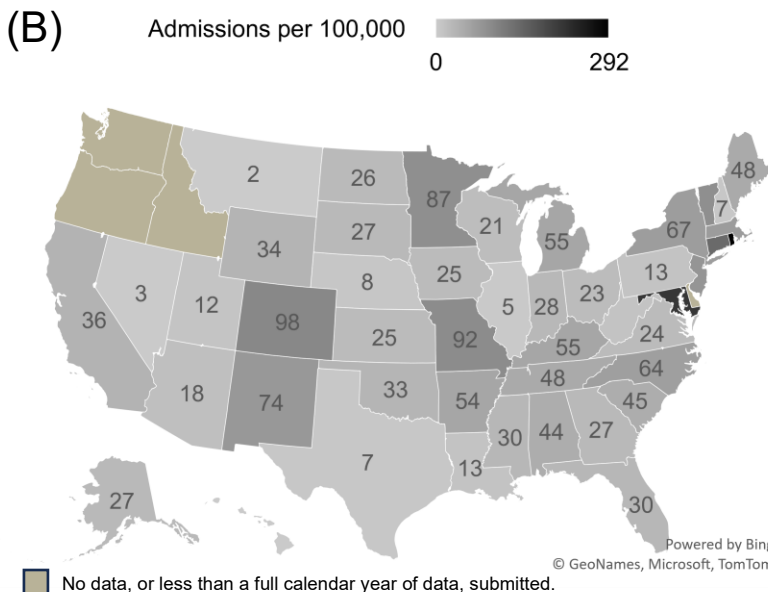 (B)
Admissions per 100,000
0 292
48
2 26 87 7
21 67
34 27 55
8 25 13
3 12 5 28 23
36 98 25 92 24
55
18 74 33 48 64
54 45
7 30 44 27
13
27 30
Powered by Bing
© GeoNames, Microsoft, TomTom
No data, or less than a full calendar year of data, submitted.